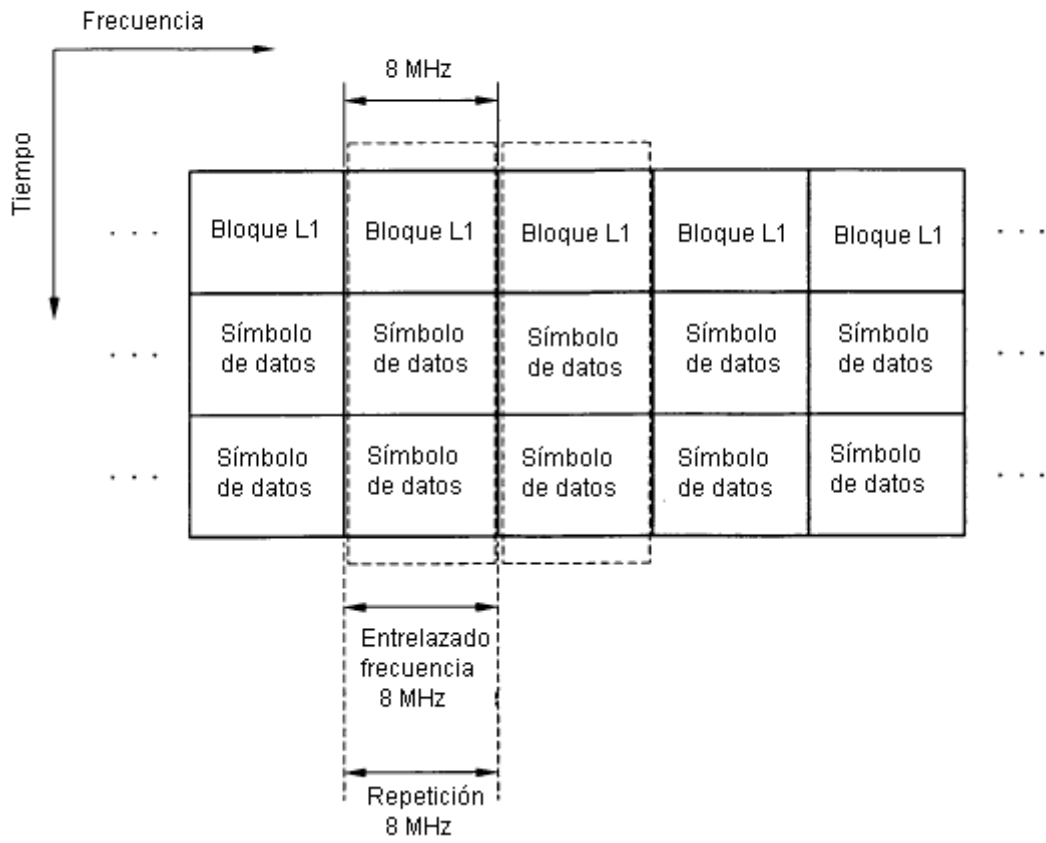 Frecuencia
8 MHz
Tiempo
. . . Bloque L1 Bloque L1 Bloque L1 Bloque L1 Bloque L1 . . .
Símbolo Símbolo Símbolo Símbolo Símbolo
. . . de datos de datos de datos de datos de datos . . .
Símbolo Símbolo Símbolo Símbolo Símbolo
. . . de datos de datos de datos de datos de datos . . .
Entrelazado
frecuencia
8 MHz
Repetición
8 MHz